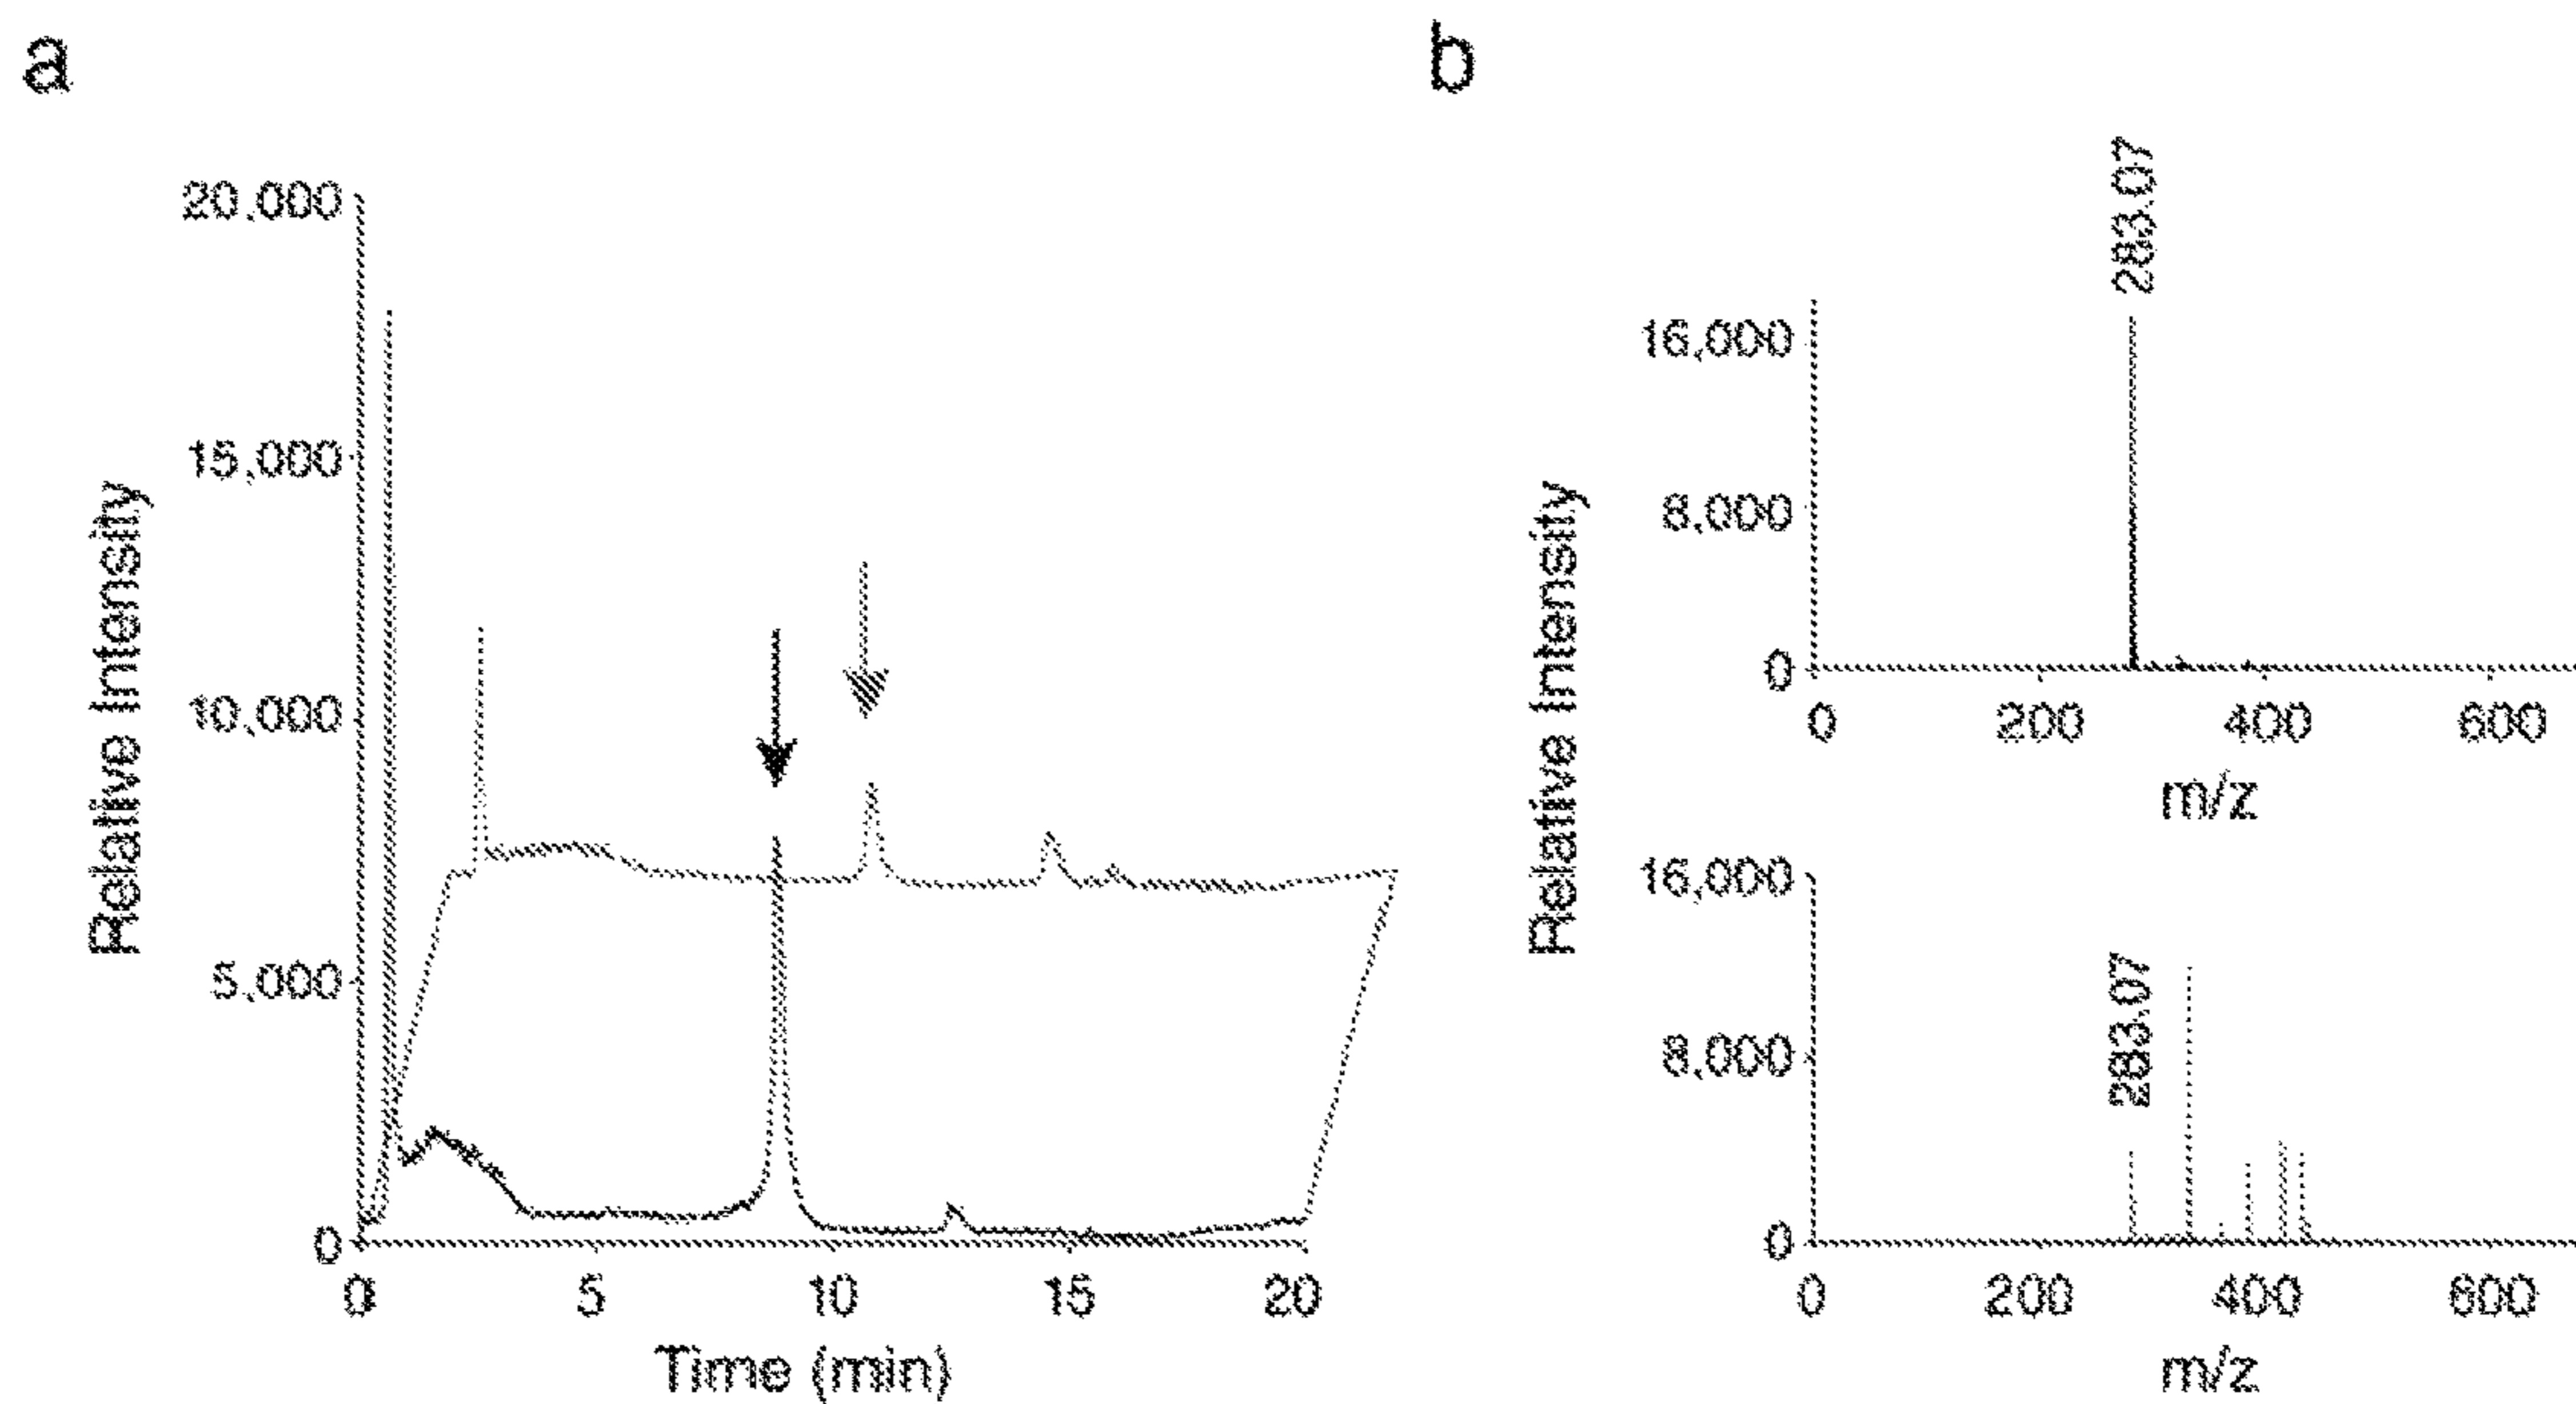 a
Relative Intensity
20,000
15,000
10,000
5,000
0
0 5 10 15 20
Time (min)
b
Relative Intensity
283.07
16,000
8,000
0
0 200 400 600
m/z
16,000
283.07
8,000
0
0 200 400 600
m/z